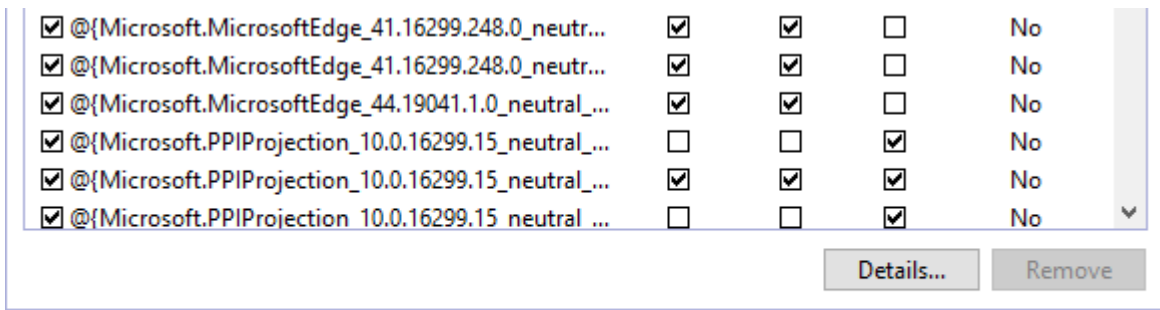 @{Microsoft.MicrosoftEdge_41.16299.248.0_neutr... No
@{Microsoft.MicrosoftEdge_41.16299.248.0_neutr... No
@{Microsoft.MicrosoftEdge_44.19041.1.0_neutral_... No
@{Microsoft.PPIProjection_10.0.16299.15_neutral_... No
@{Microsoft.PPIProjection_10.0.16299.15_neutral_... No
@{Microsoft.PPIProjection_10.0.16299.15_neutral_... No
Details... Remove